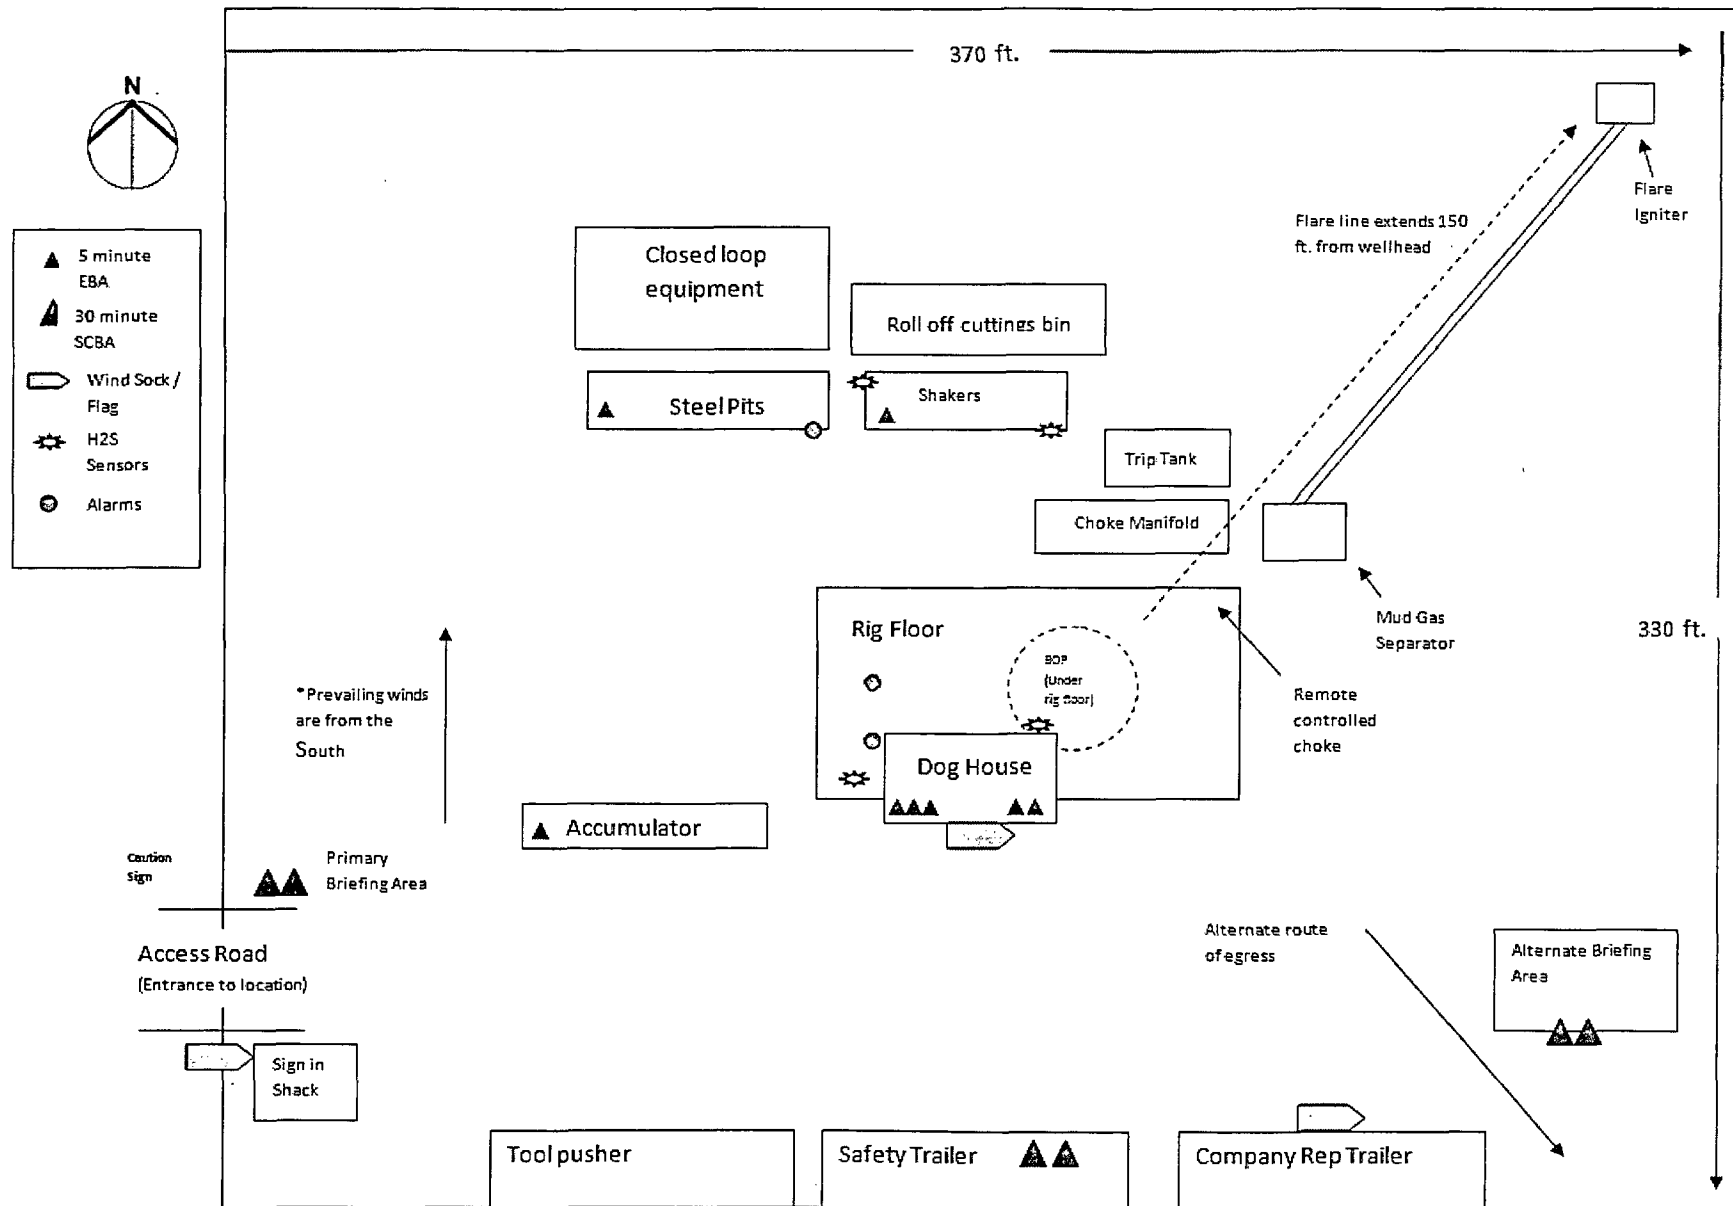 370 ft.
N
5 minute
EBA
30 minute
SCBA
Wind Sock /
Flag
H2S
Sensors
Alarms
Flare
Igniter
Flare line extends 150
ft. from wellhead
Closed loop
equipment
Roll off cuttings bin
Steel Pits
Shakers
Trip Tank
Choke Manifold
Mud Gas
Separator
330 ft.
Rig Floor
BOP
(Under
rig floor)
Remote
controlled
choke
*Prevailing winds
are from the
South
Dog House
Accumulator
Caution
Sign
Primary
Briefing Area
Access Road
(Entrance to location)
Alternate route
of egress
Alternate Briefing
Area
Sign in
Shack
Tool pusher
Safety Trailer
Company Rep Trailer